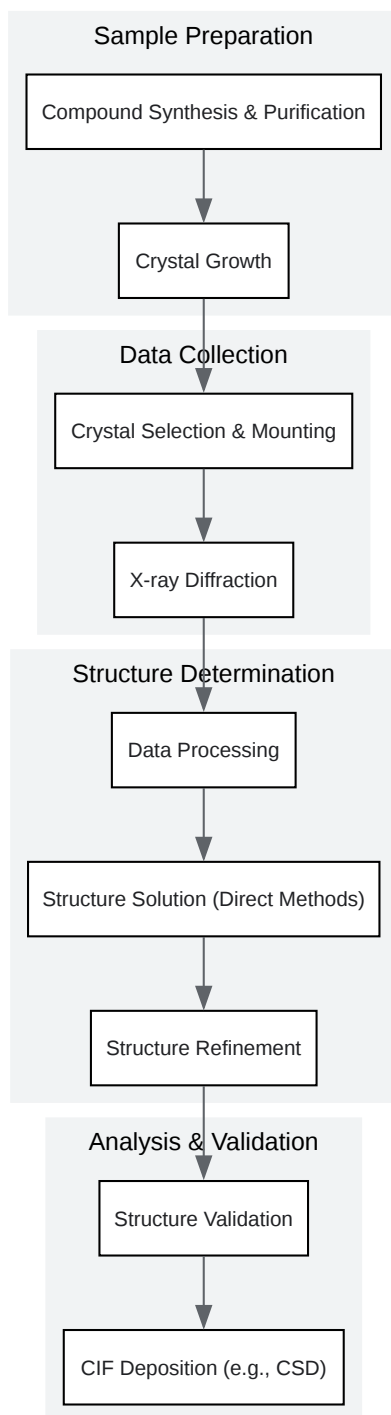 Sample Preparation
Compound Synthesis & Purification
Crystal Growth
Data Collection
Crystal Selection & Mounting
X-ray Diffraction
Structure Determination
Data Processing
Structure Solution (Direct Methods)
Structure Refinement
Analysis & Validation
Structure Validation
CIF Deposition (e.g., CSD)